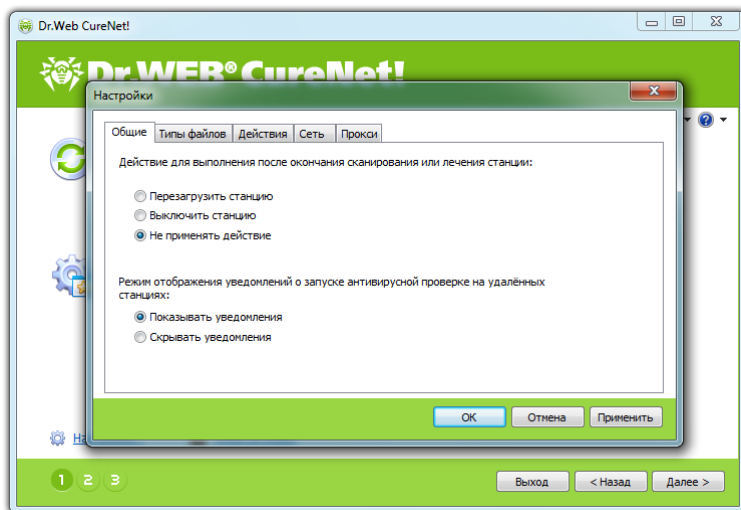 Dr.Web CureNet!
Dr.WEB® CureNet!
Настройки
Общие Типы файлов Действия Сеть Прокси
Действие для выполнения после окончания сканирования или лечения станции:
Перезагрузить станцию
Выключить станцию
Не применять действие
Режим отображения уведомлений о запуске антивирусной проверке на удалённых
станциях:
Показывать уведомления
Скрывать уведомления
OK Отмена Применить
1 2 3
Выход < Назад Далее >